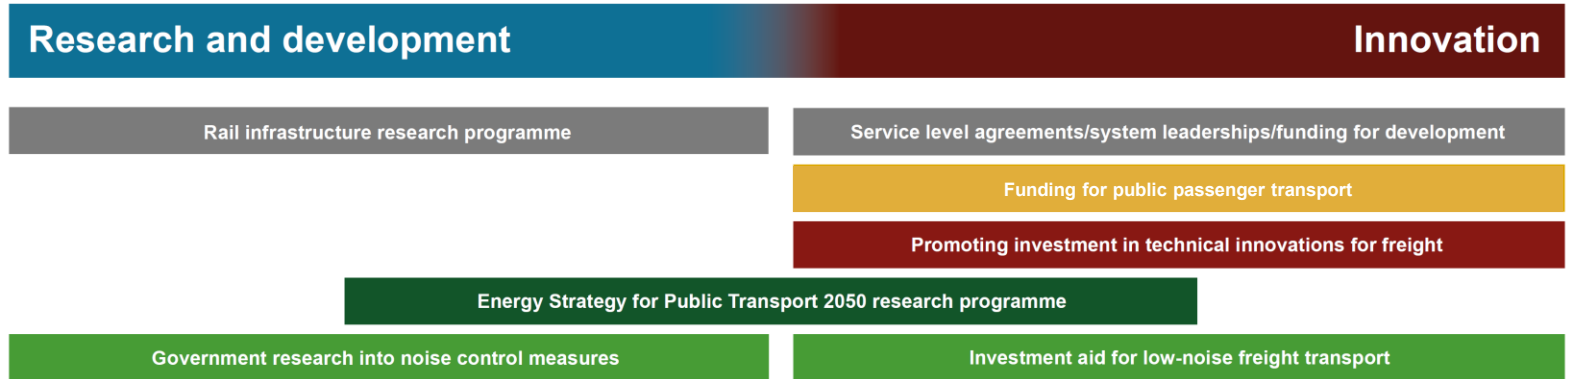 Research and development
Innovation
Rail infrastructure research programme
Service level agreements/system leaderships/funding for development
Funding for public passenger transport
Promoting investment in technical innovations for freight
Energy Strategy for Public Transport 2050 research programme
Government research into noise control measures
Investment aid for low-noise freight transport